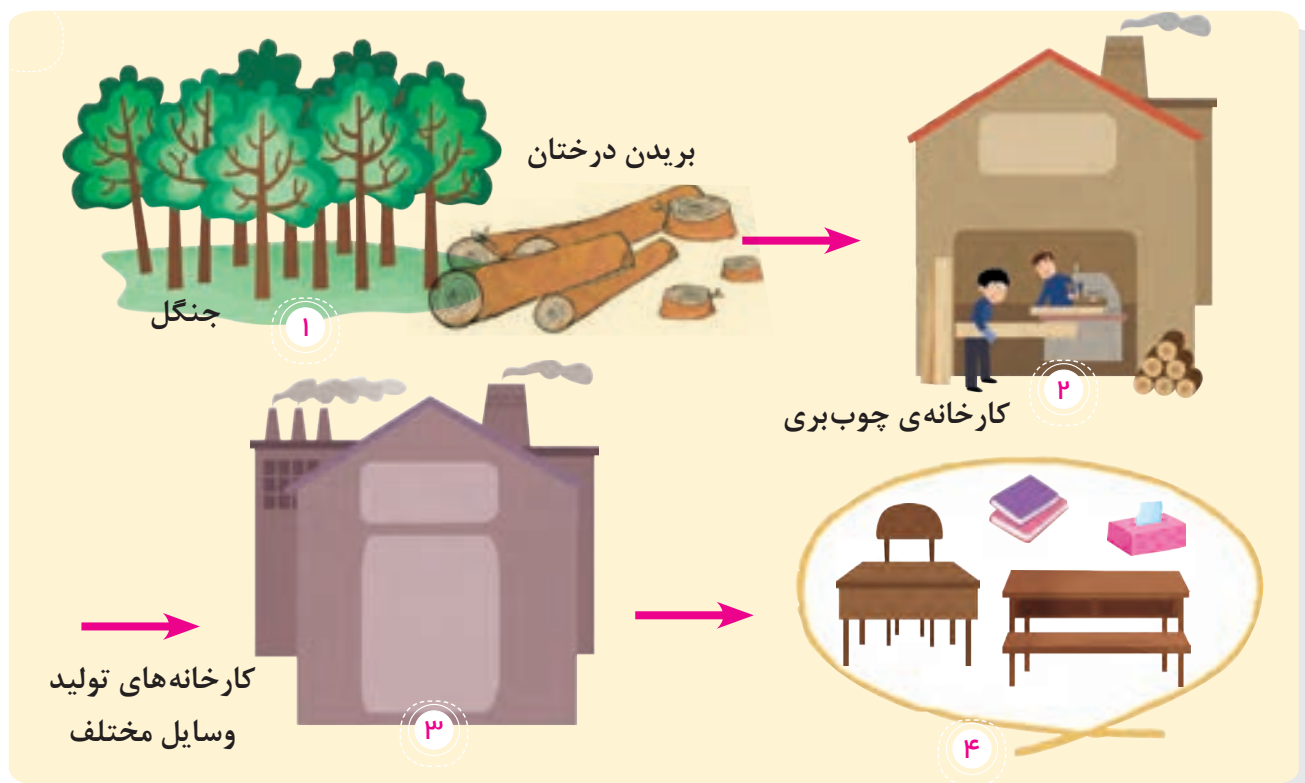 بریدن درختان
جنگل
۱
۲
کارخانه‌ی چوب‌بری
کارخانه‌های تولید
وسایل مختلف
۳
۴